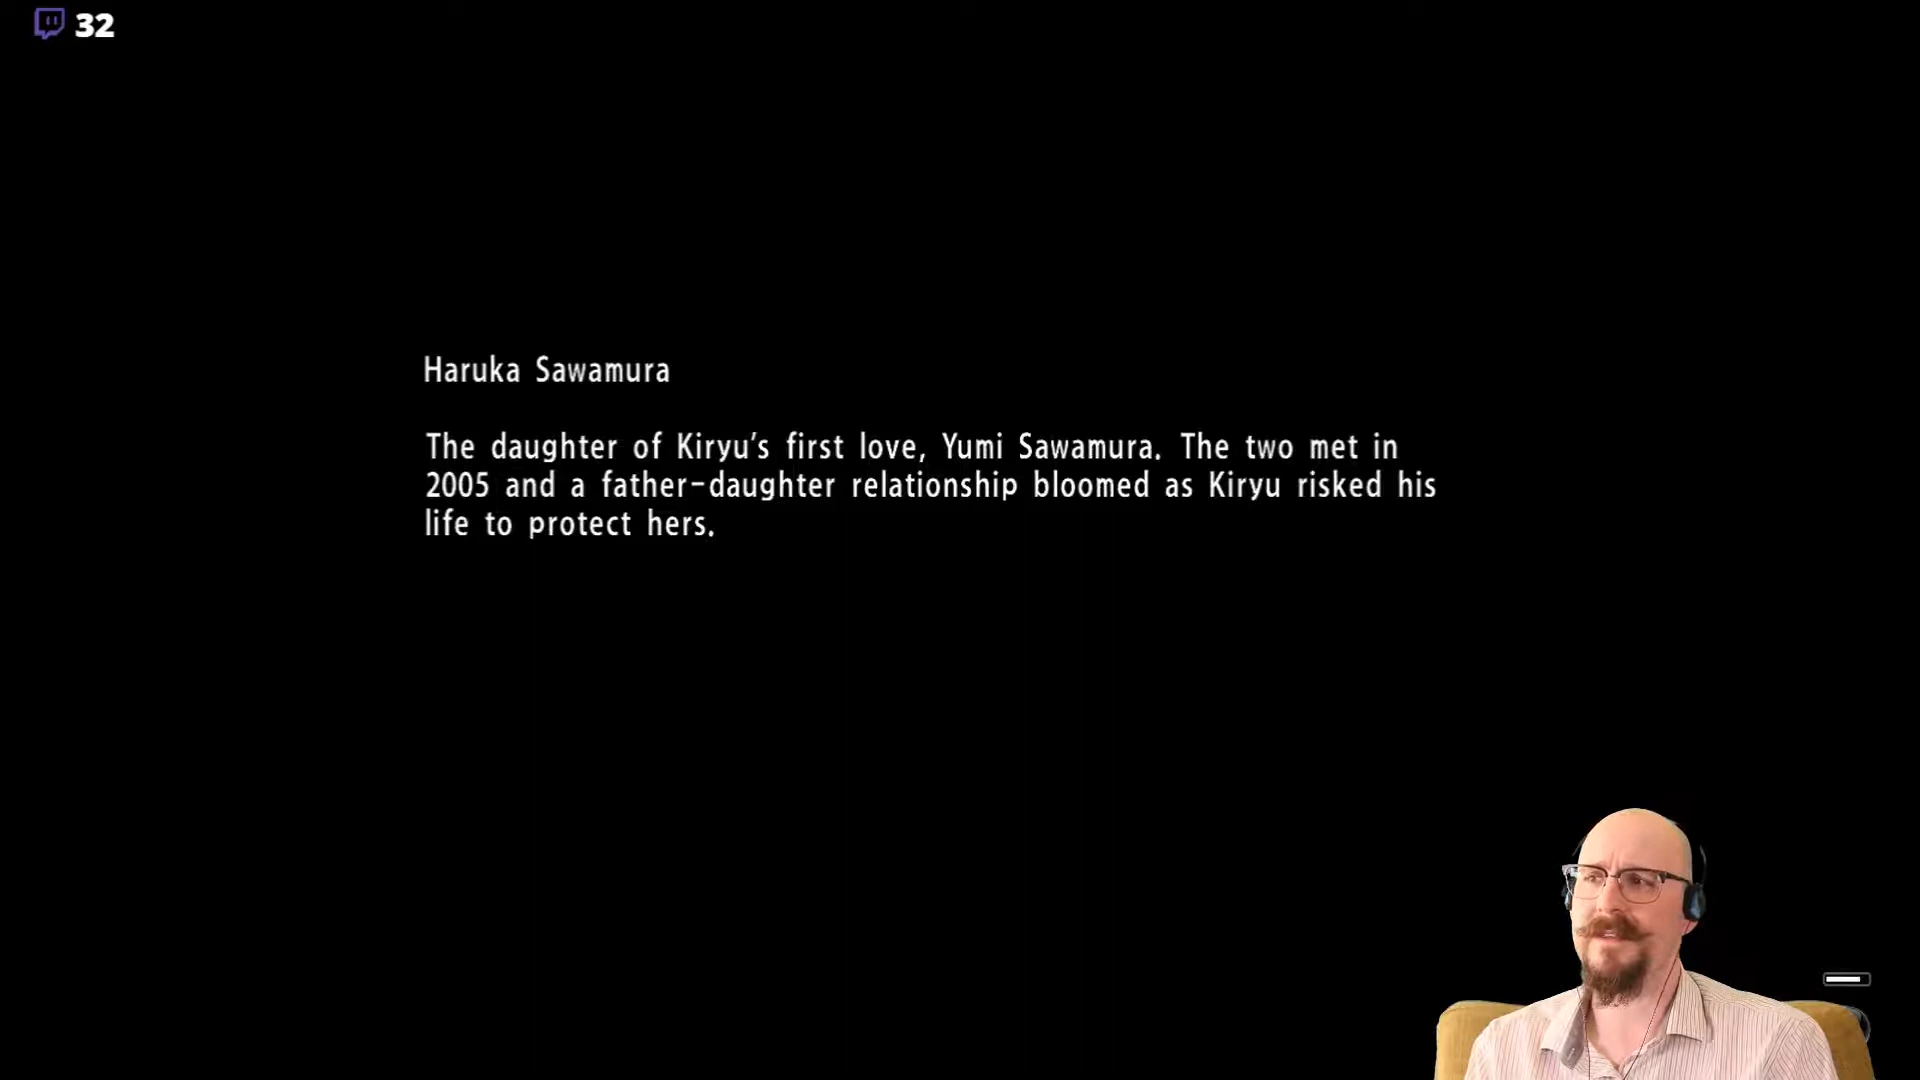 32
Haruka Sawamura
The daughter of Kiryu's first love, Yumi Sawamura. The two met in
2005 and a father-daughter relationship bloomed as Kiryu risked his
life to protect hers.